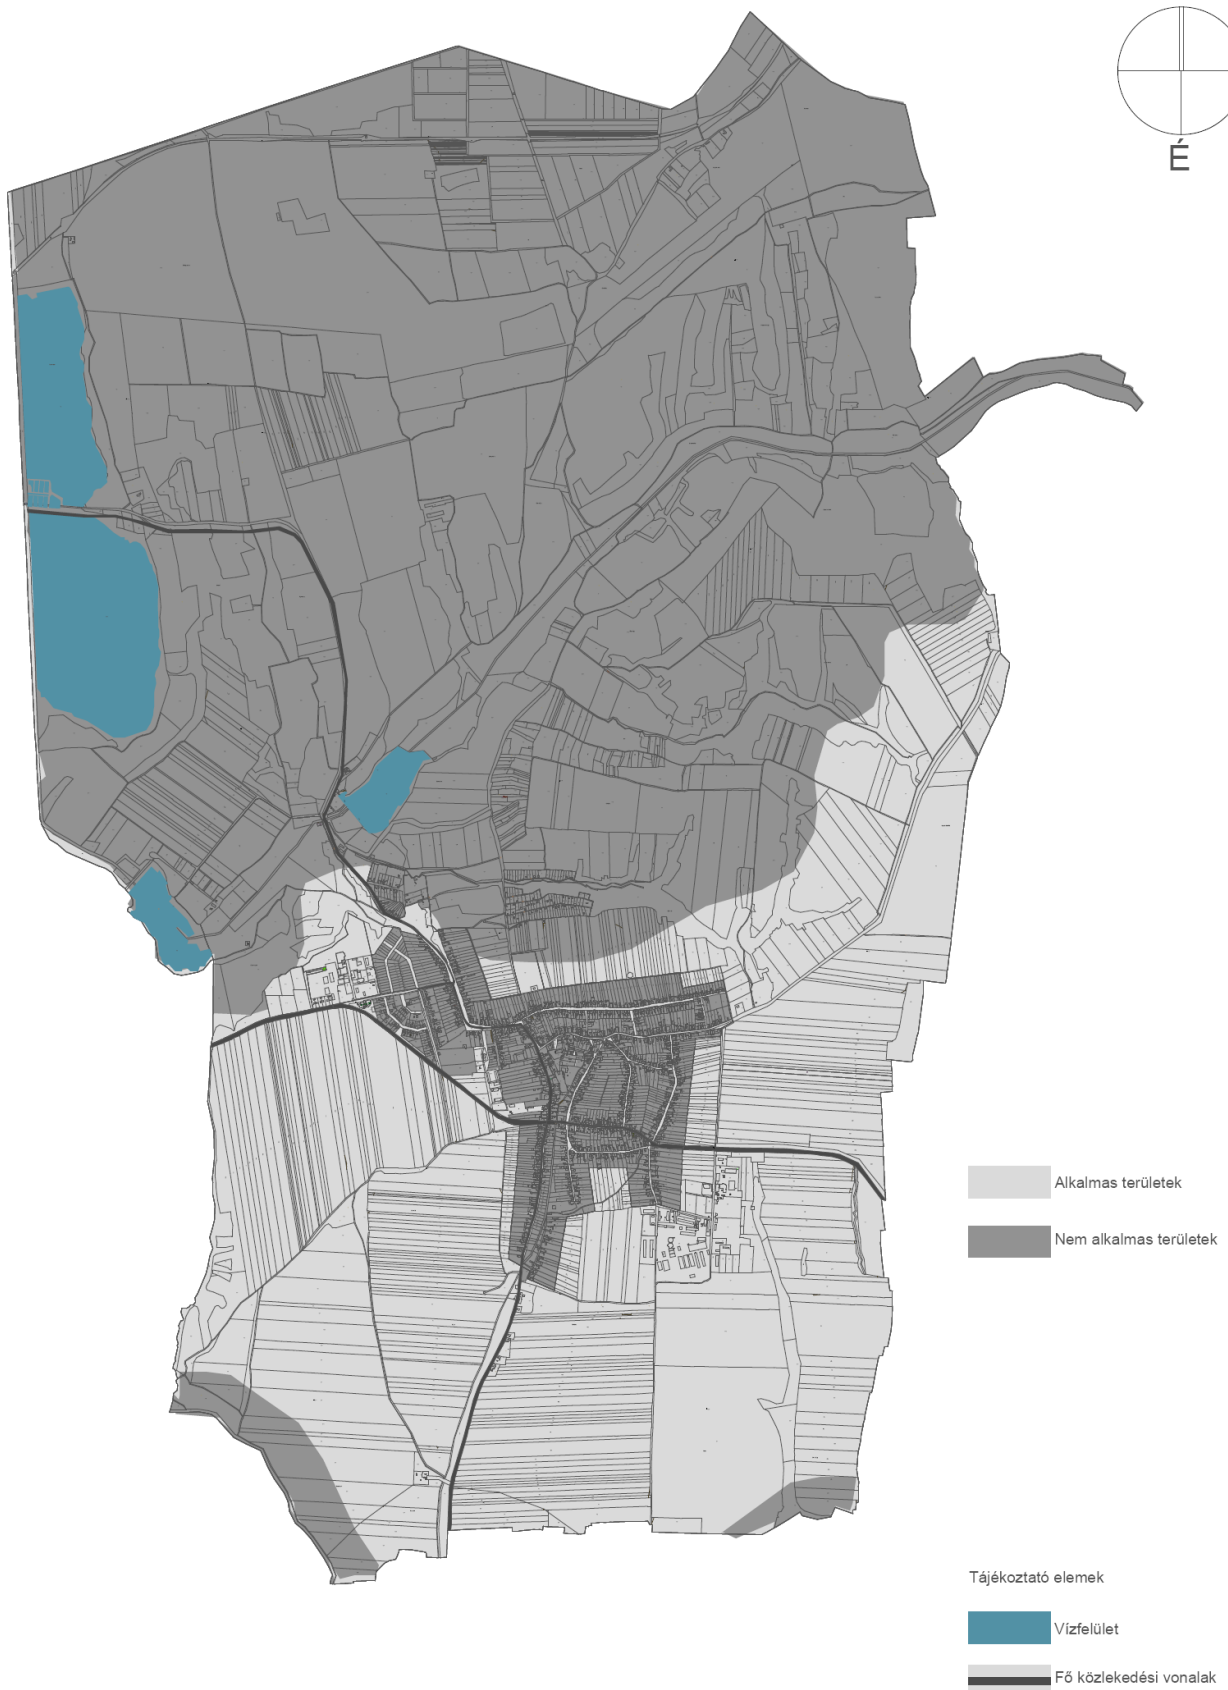 É
Alkalmas területek
Nem alkalmas területek
Tájékoztató elemek
Vízfelület
Fő közlekedési vonalak